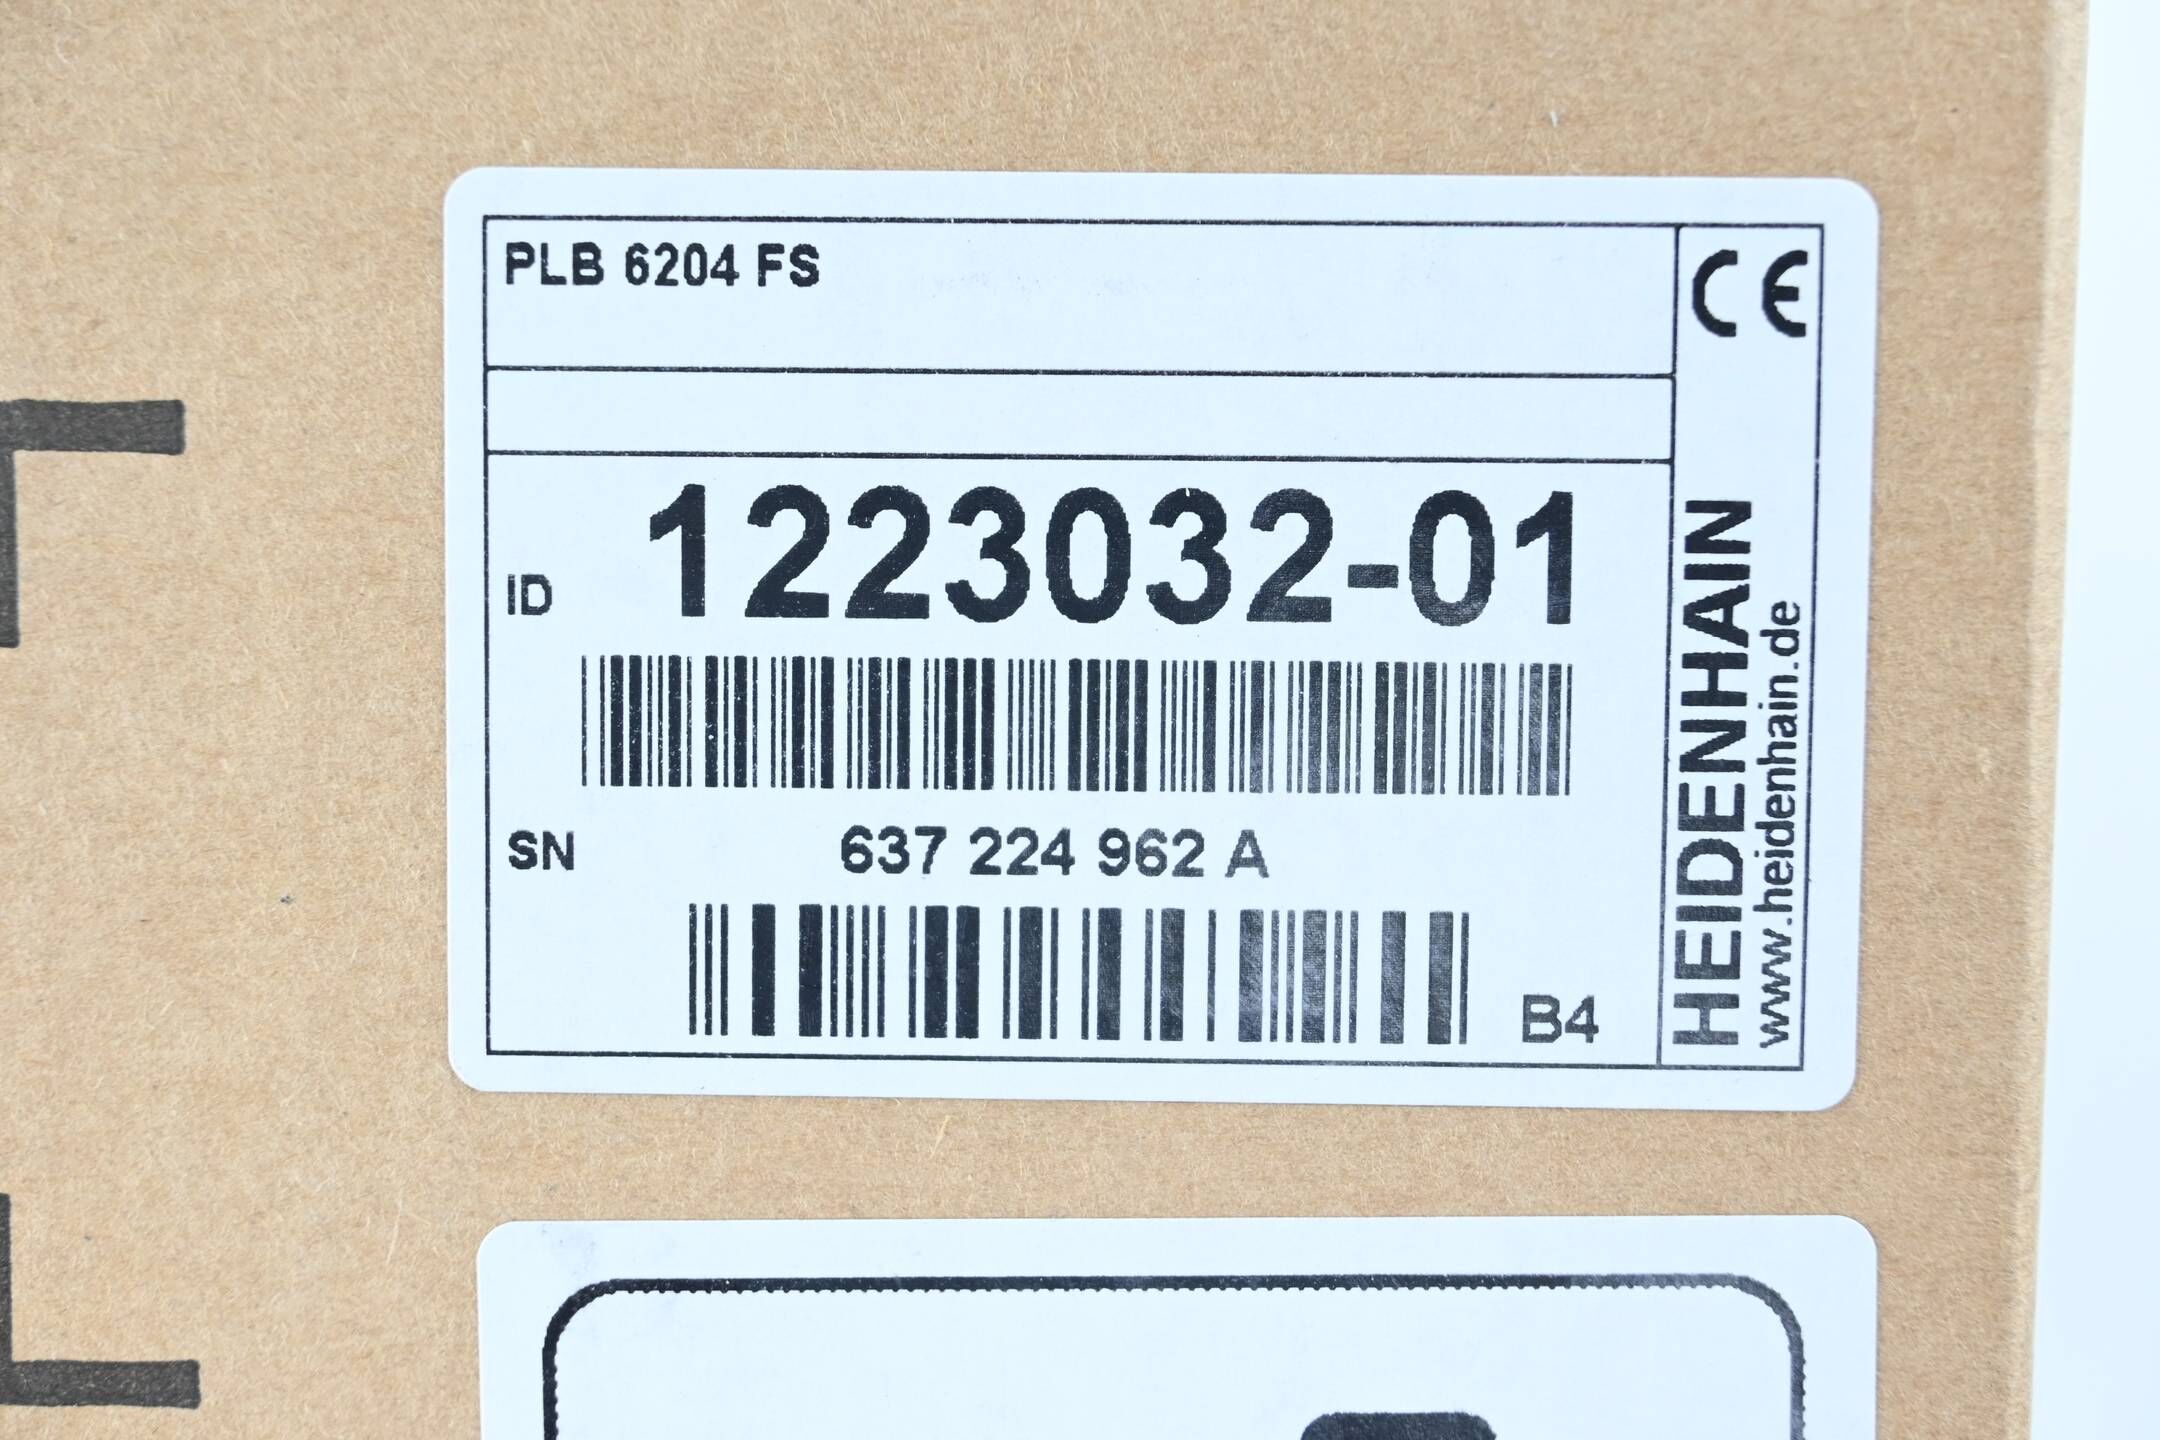 PLB 6204 FS
CE
ID 1223032-01
SN 637 224 962 A
B4
HEIDENHAIN
www.heidenhain.de